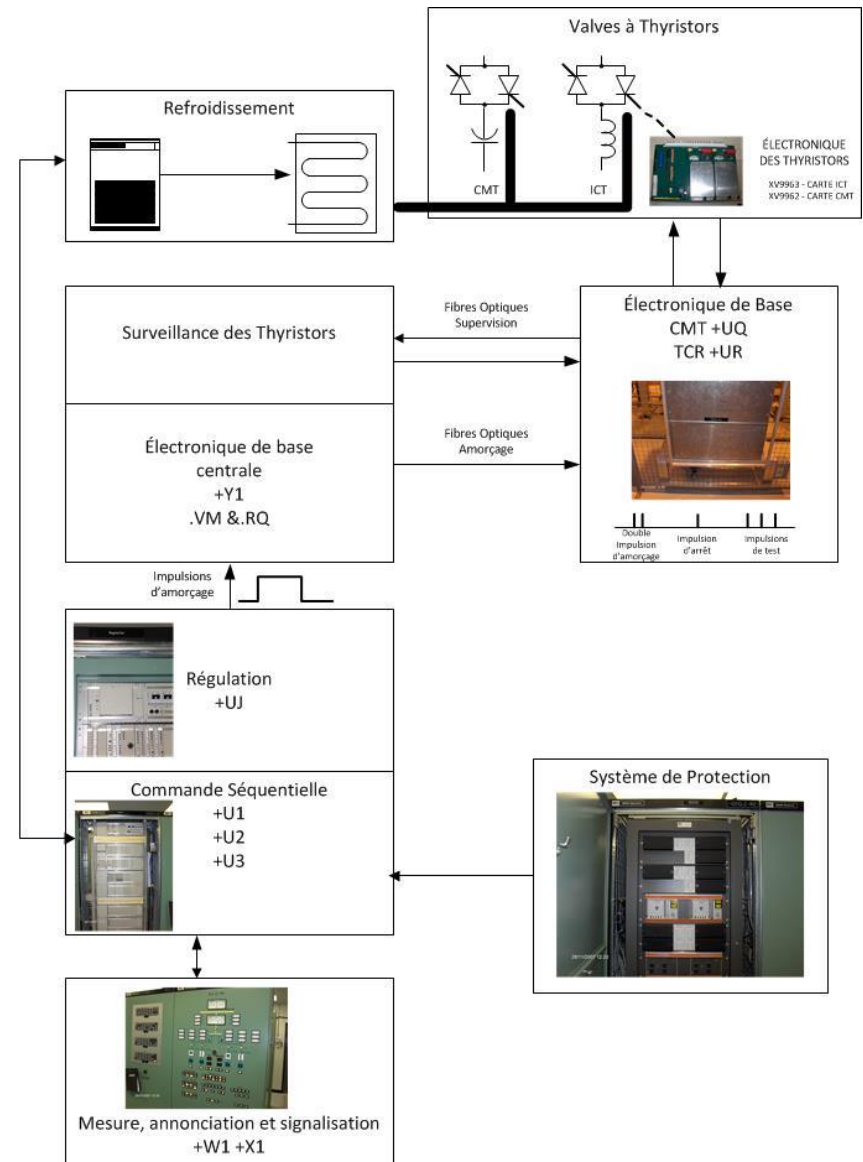 Valves à Thyristors
Refroidissement
CMT
ICT
ÉLECTRONIQUE
DES THYRISTORS
XV9963 - CARTE ICT
XV9962 - CARTE CMT
Surveillance des Thyristors
Fibres Optiques
Supervision
Électronique de Base
CMT +UQ
TCR +UR
Électronique de base
centrale
+Y1
.VM &.RQ
Fibres Optiques
Amorçage
Double
Impulsion
d'amorçage
Impulsion
d'arrêt
Impulsions
de test
Impulsions
d'amorçage
Régulation
+UJ
Commande Séquentielle
+U1
+U2
+U3
Système de Protection
Mesure, annonciation et signalisation
+W1 +X1